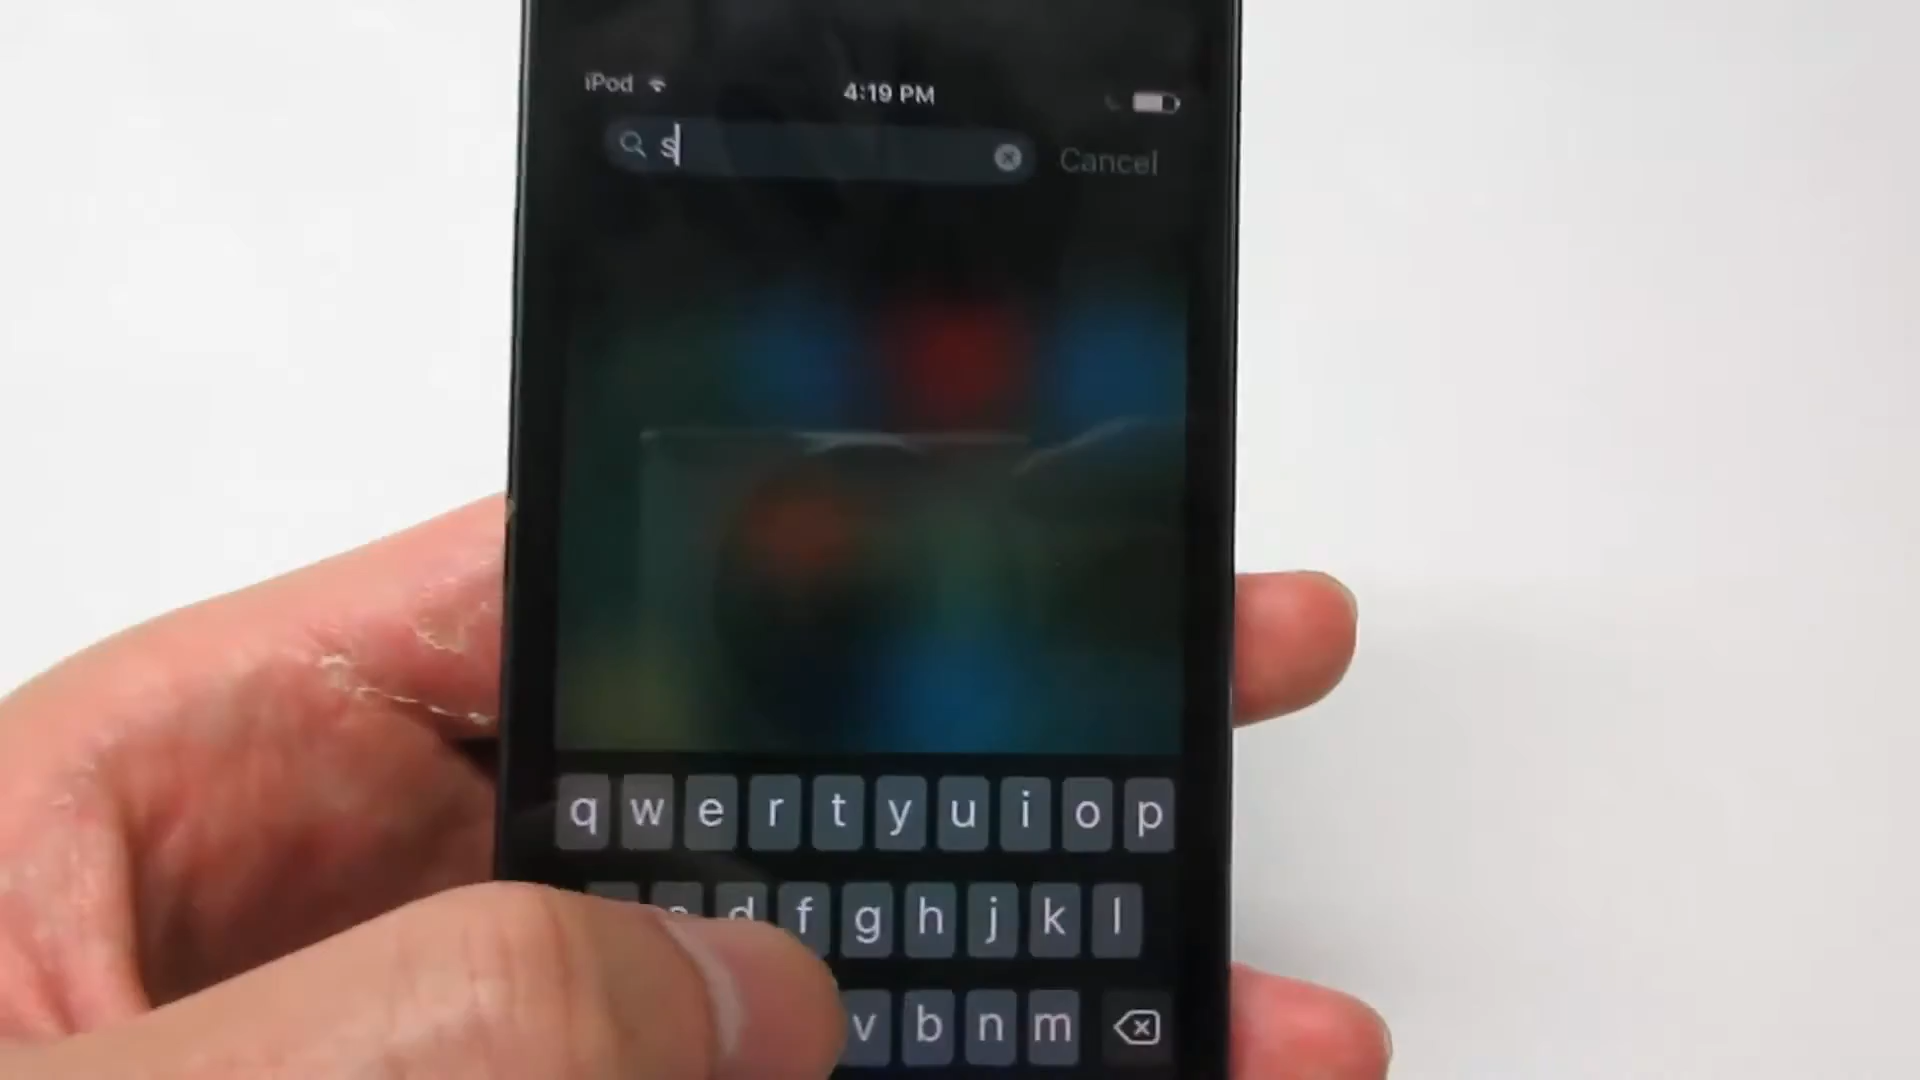 iPod 4:19 PM
s Cancel
q w e r t y u i o p
d f g h j k l
v b n m